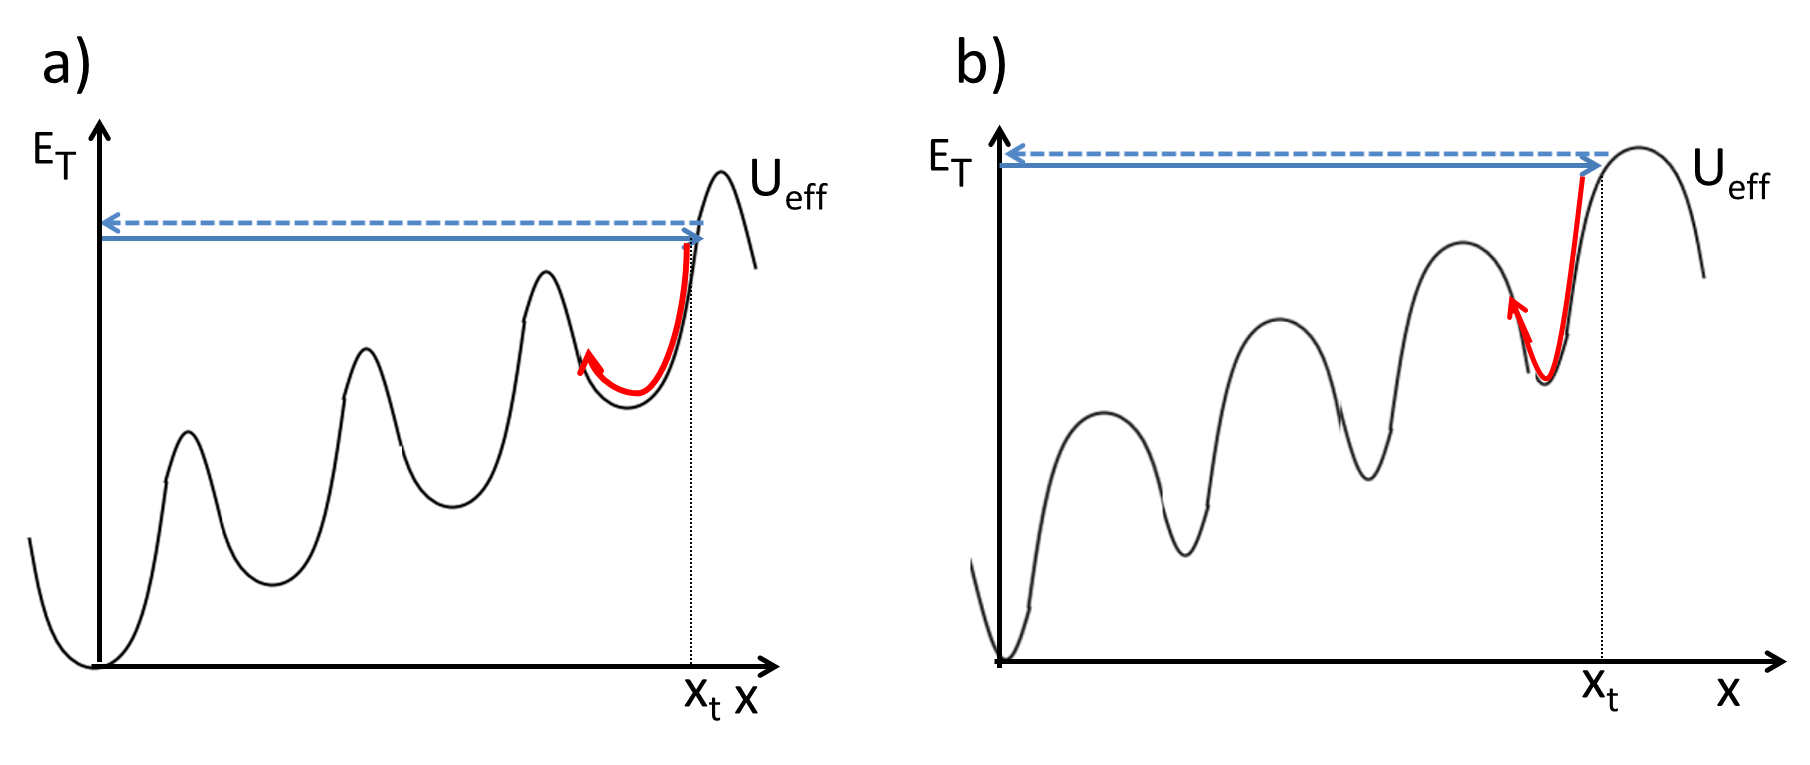 a)
E_T
U_eff
x_t x
b)
E_T
U_eff
x_t x